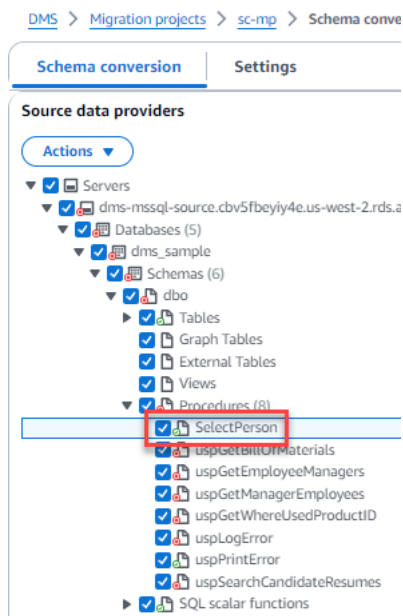 DMS > Migration projects > sc-mp > Schema conve
Schema conversion Settings
Source data providers
Actions
Servers
dms-mssql-source.cbv5fbeyiy4e.us-west-2.rds.a
Databases (5)
dms_sample
Schemas (6)
dbo
Tables
Graph Tables
External Tables
Views
Procedures (8)
SelectPerson
uspGetBillOfMaterials
uspGetEmployeeManagers
uspGetManagerEmployees
uspGetWhereUsedProductID
uspLogError
uspPrintError
uspSearchCandidateResumes
SQL scalar functions